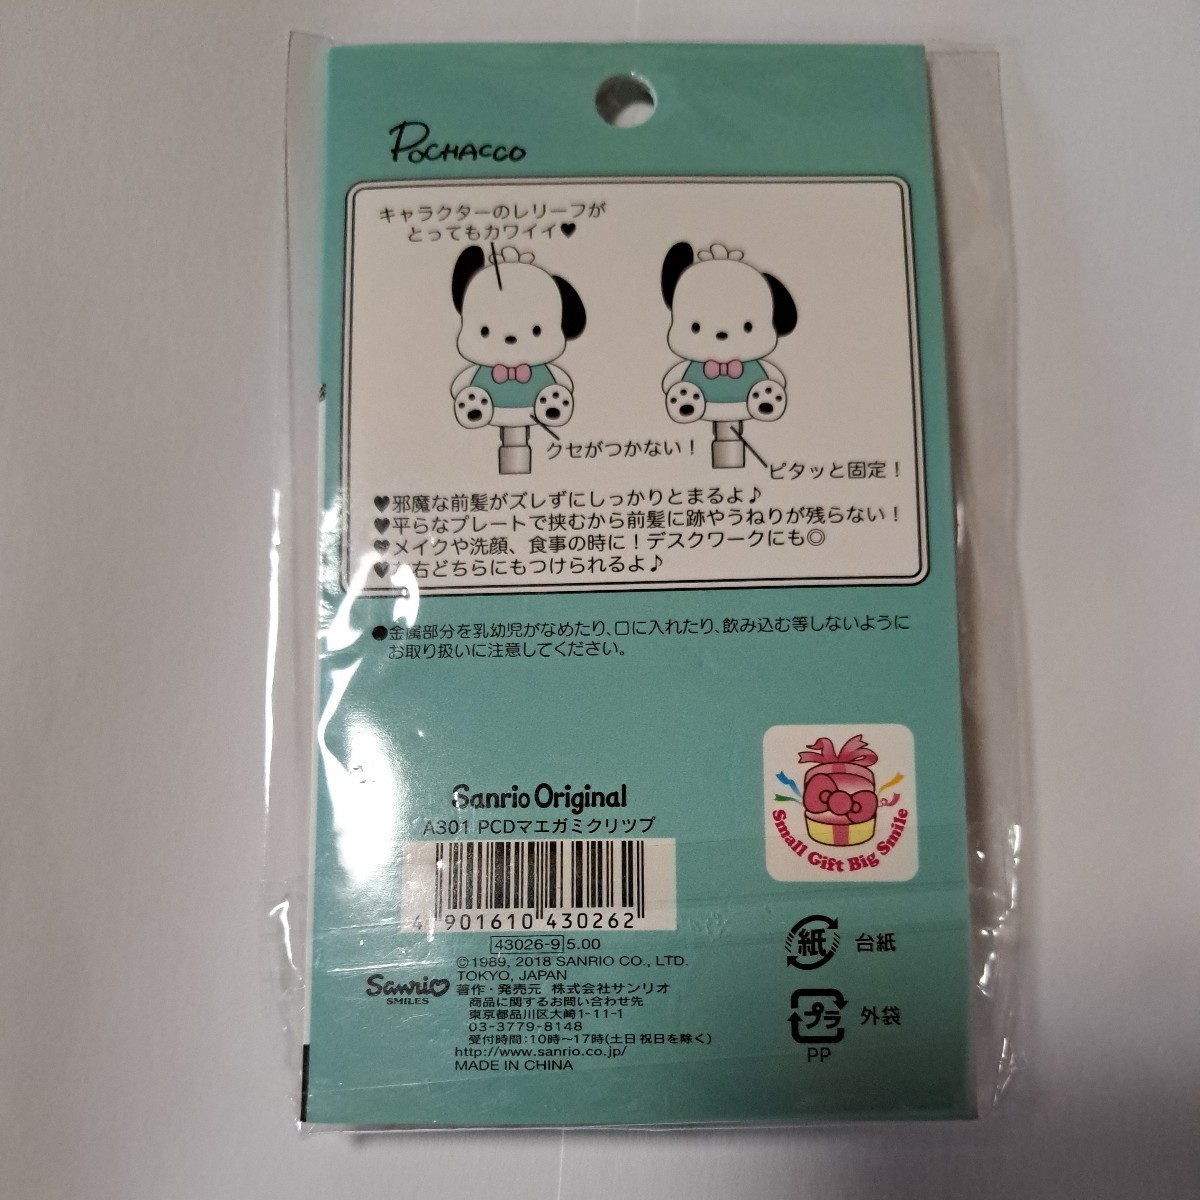 POCHACCO
キャラクターのレリーフが
とってもカワイイ♥
クセがつかない！
ピタッと固定！
♥邪魔な前髪がズレずにしっかりとまるよ♪
♥平らなプレートで挟むから前髪に跡やうねりが残らない！
♥メイクや洗顔、食事の時に！デスクワークにも◎
♥左右どちらにもつけられるよ♪
●金属部分を乳幼児がなめたり、口に入れたり、飲み込む等しないように
お取り扱いに注意してください。
Sanrio Original
A301 PCDマエガミクリツプ
4 901610 430262
43026-9 5.00
©1989, 2018 SANRIO CO., LTD.
TOKYO, JAPAN
Sanrio
SMILES
著作・発売元 株式会社サンリオ
商品に関するお問い合わせ先
東京都品川区大崎1-11-1
03-3779-8148
受付時間:10時〜17時(土日祝日を除く)
http://www.sanrio.co.jp/
MADE IN CHINA
Small Gift Big Smile
紙 台紙
プラ 外袋
PP